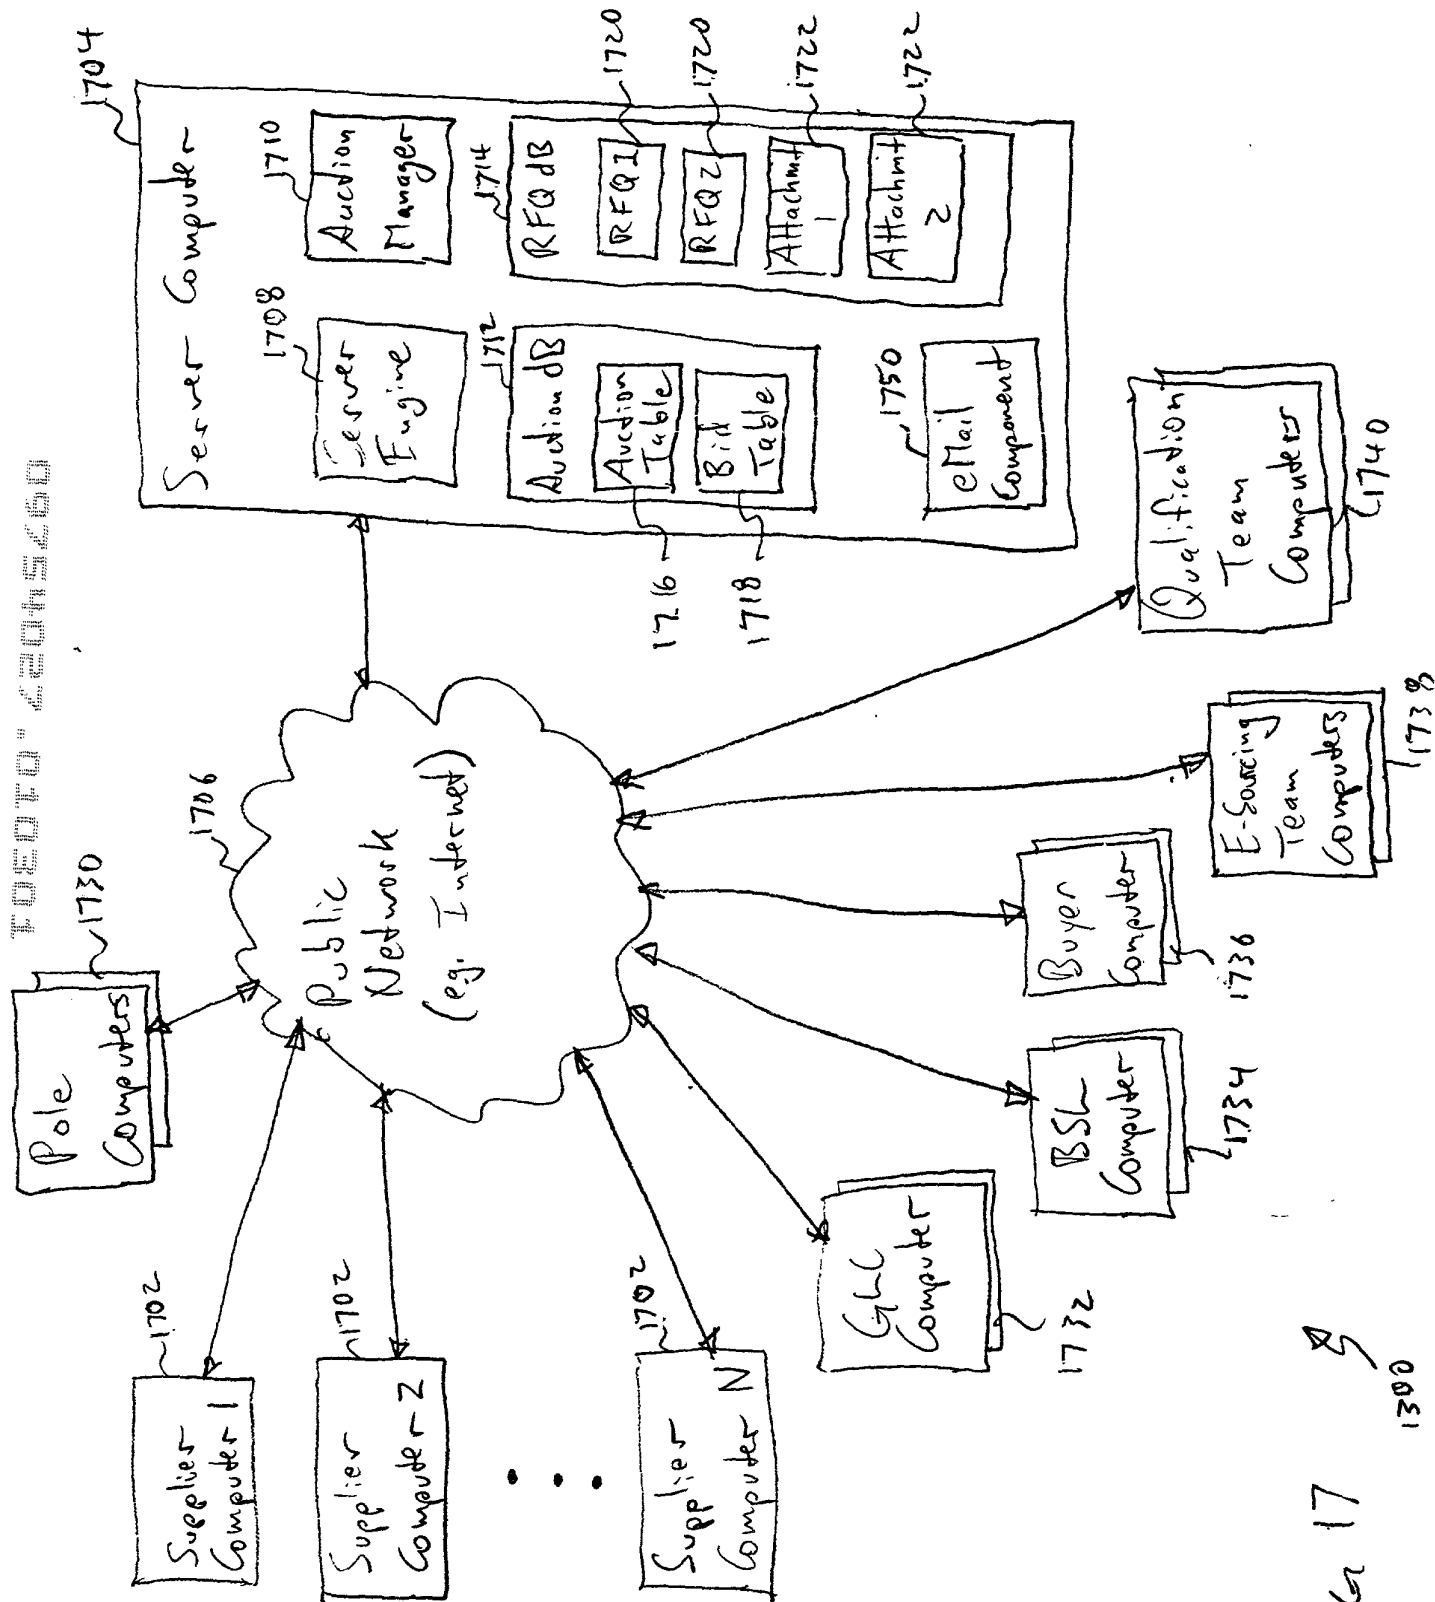 09754027.010301
Pole
Computers
1730
1706
Public
Network
(e.g. Internet)
Supplier
Computer 1
1702
Supplier
Computer 2
1702
Supplier
Computer N
1702
1704
Server Computer
1708
Server
Engine
1710
Auction
Manager
1712
Auction dB
Auction
Table
Bid
Table
1716
1718
1714
RFQ dB
RFQ1
RFQ2
Attachmt
1
Attachmt
2
1720
1720
1722
1722
1750
eMail
Component
1732
Computer
BSL
Computer
1734
Buyer
Computer
1736
E-Sourcing
Team
Computers
1738
Qualification
Team
Computers
1740
17
1300